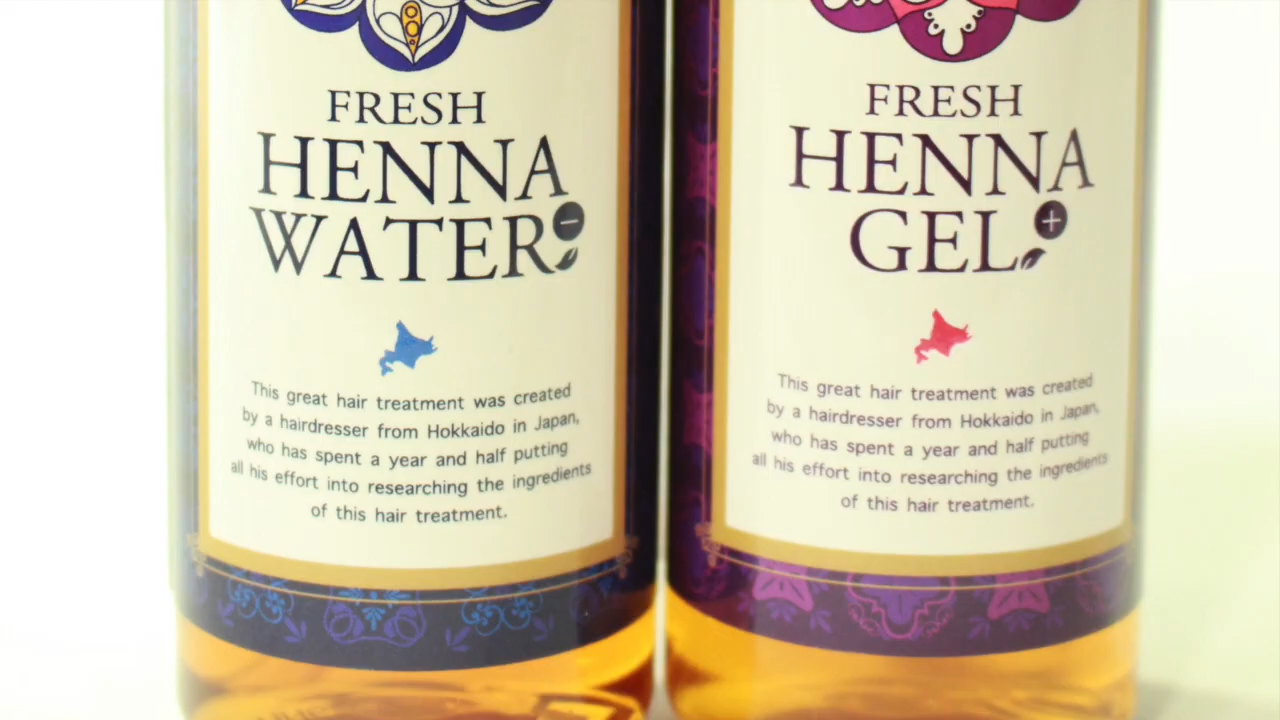 FRESH
HENNA
WATER
This great hair treatment was created
by a hairdresser from Hokkaido in Japan,
who has spent a year and half putting
all his effort into researching the ingredients
of this hair treatment.
FRESH
HENNA
GEL
This great hair treatment was created
by a hairdresser from Hokkaido in Japan,
who has spent a year and half putting
all his effort into researching the ingredients
of this hair treatment.